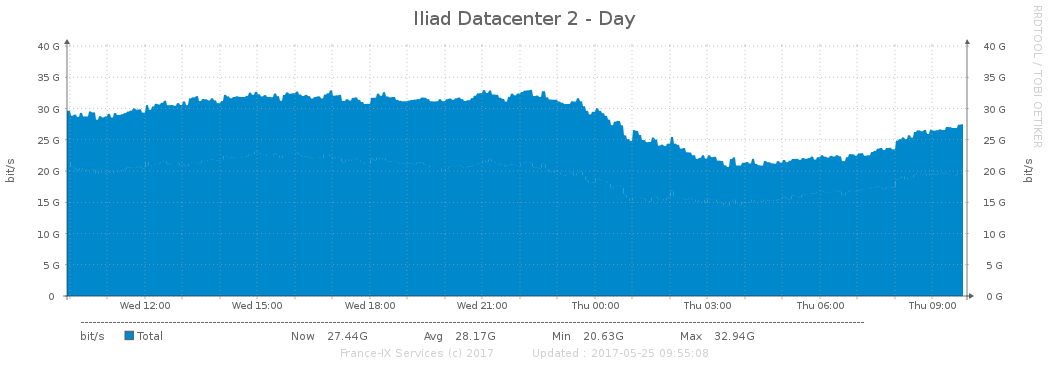 Iliad Datacenter 2 - Day
RRDTOOL / TOBI OETIKER
40 G 40 G
35 G 35 G
30 G 30 G
25 G 25 G
20 G 20 G
15 G 15 G
10 G 10 G
5 G 5 G
0 0 G
bit/s bit/s
Wed 12:00 Wed 15:00 Wed 18:00 Wed 21:00 Thu 00:00 Thu 03:00 Thu 06:00 Thu 09:00
bit/s Total Now 27.44G Avg 28.17G Min 20.63G Max 32.94G
France-IX Services (c) 2017 Updated : 2017-05-25 09:55:08